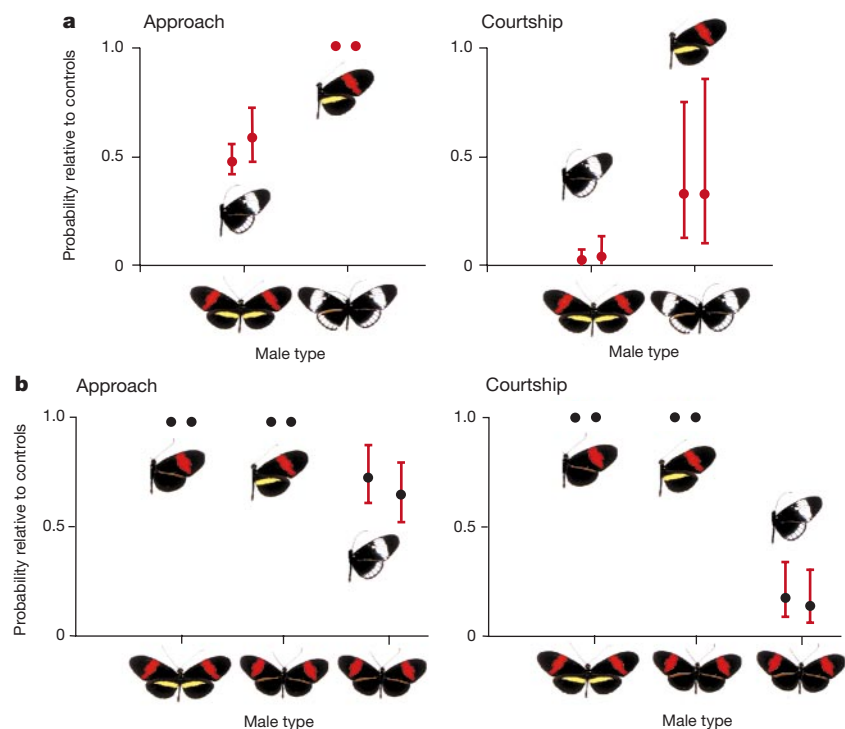 a
Approach
Courtship
Probability relative to controls
1.0
0.5
0
1.0
0.5
0
Male type
Male type
b
Approach
Courtship
Probability relative to controls
1.0
0.5
0
1.0
0.5
0
Male type
Male type